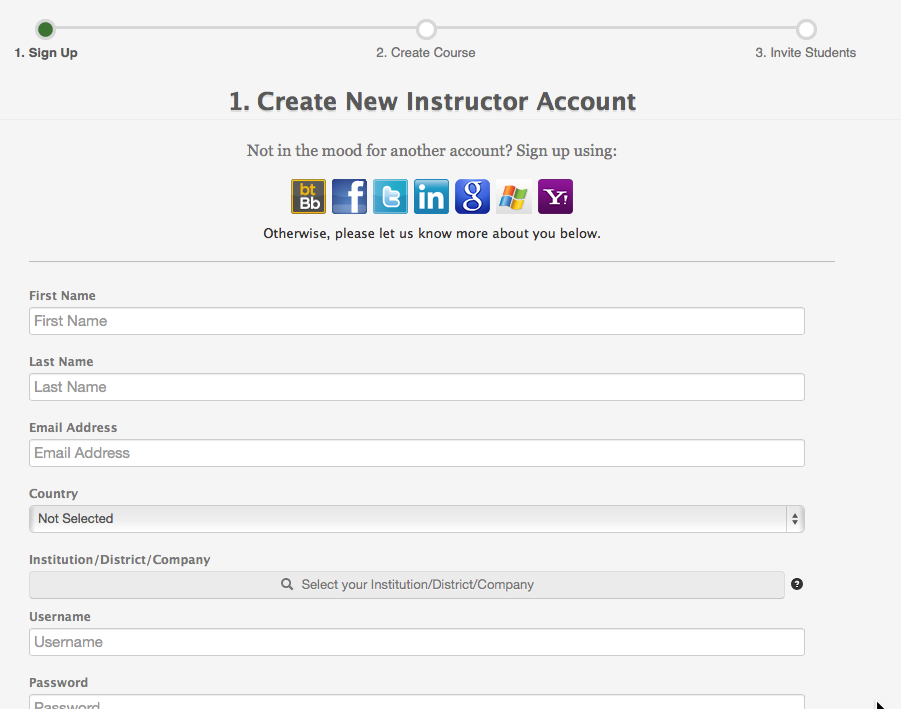 1. Sign Up 2. Create Course 3. Invite Students
1. Create New Instructor Account
Not in the mood for another account? Sign up using:
bt
Bb f t in g Y!
Otherwise, please let us know more about you below.
First Name
First Name
Last Name
Last Name
Email Address
Email Address
Country
Not Selected
Institution/District/Company
Select your Institution/District/Company ?
Username
Username
Password
Password